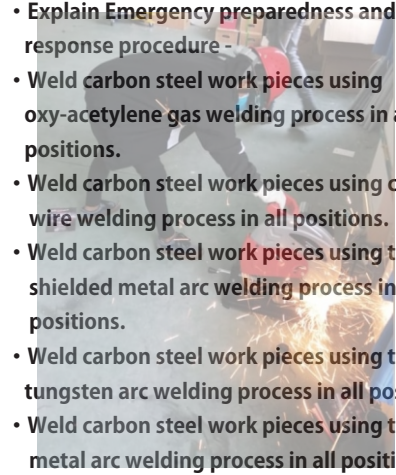 • Explain Emergency preparedness and
response procedure -
• Weld carbon steel work pieces using
oxy-acetylene gas welding process in
positions.
• Weld carbon steel work pieces using
wire welding process in all positions.
• Weld carbon steel work pieces using
shielded metal arc welding process in
positions.
• Weld carbon steel work pieces using
tungsten arc welding process in all
• Weld carbon steel work pieces using
metal arc welding process in all